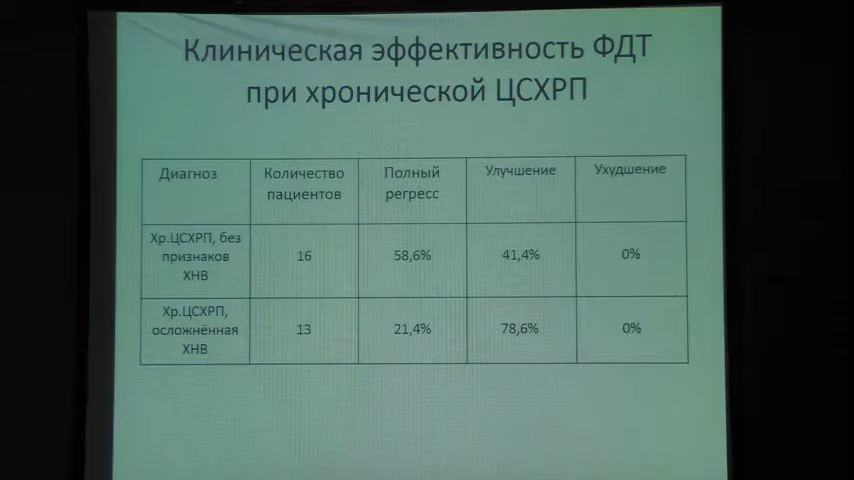 Клиническая эффективность ФДТ
при хронической ЦСХРП
Диагноз
Количество
пациентов
Полный
регресс
Улучшение
Ухудшение
Хр.ЦСХРП, без
признаков
ХНВ
16
58,6%
41,4%
0%
Хр.ЦСХРП,
осложнённая
ХНВ
13
21,4%
78,6%
0%